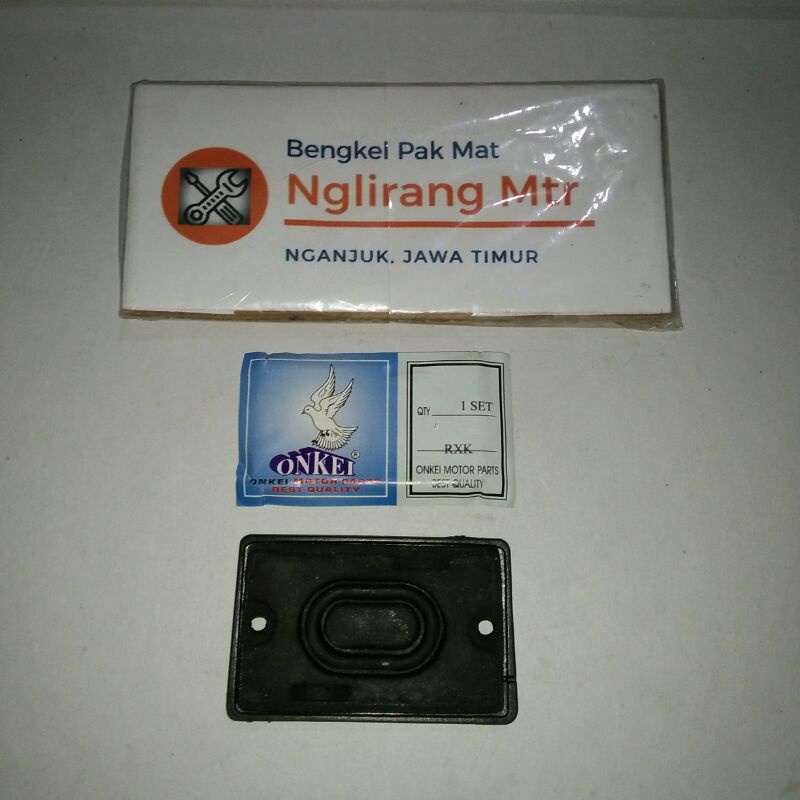 Bengkel Pak Mat
Nglirang Mtr
NGANJUK, JAWA TIMUR
ONKEI ®
ONKEI MOTOR PARTS
BEST QUALITY
QTY 1 SET
RXK
ONKEI MOTOR PARTS
BEST QUALITY